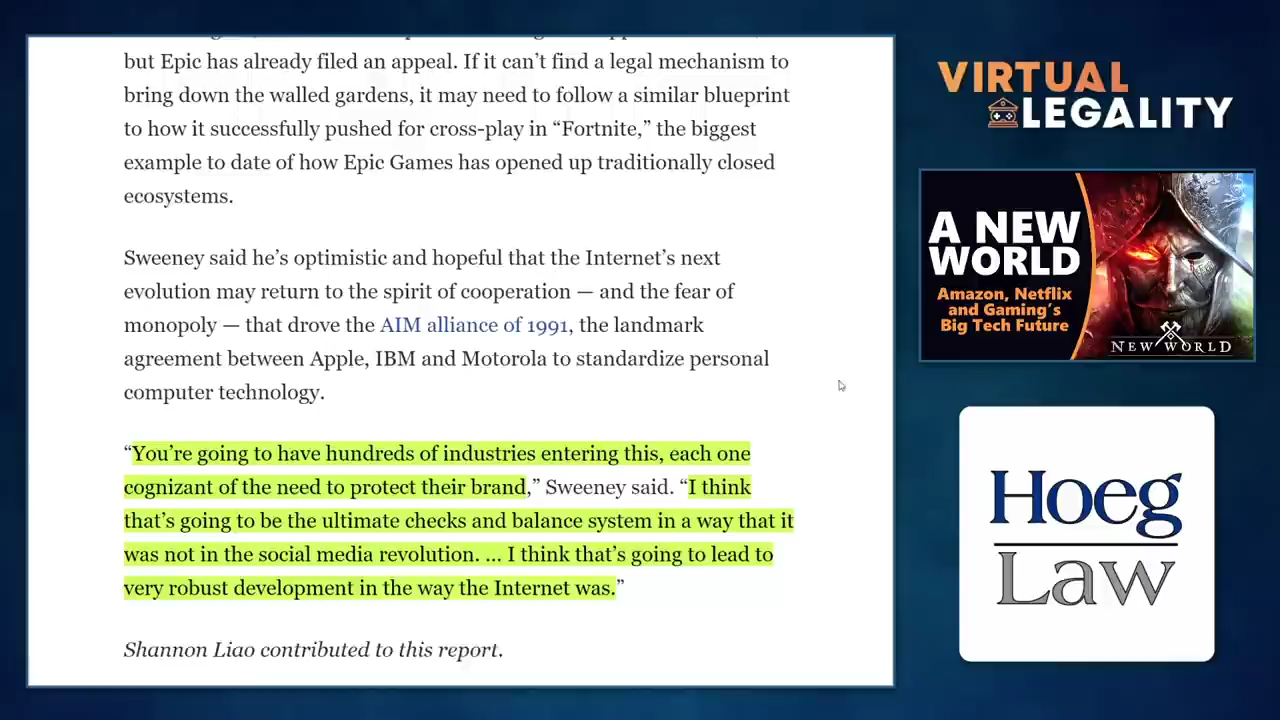 but Epic has already filed an appeal. If it can’t find a legal mechanism to
bring down the walled gardens, it may need to follow a similar blueprint
to how it successfully pushed for cross-play in “Fortnite,” the biggest
example to date of how Epic Games has opened up traditionally closed
ecosystems.
Sweeney said he’s optimistic and hopeful that the Internet’s next
evolution may return to the spirit of cooperation — and the fear of
monopoly — that drove the AIM alliance of 1991, the landmark
agreement between Apple, IBM and Motorola to standardize personal
computer technology.
“You’re going to have hundreds of industries entering this, each one
cognizant of the need to protect their brand,” Sweeney said. “I think
that’s going to be the ultimate checks and balance system in a way that it
was not in the social media revolution. ... I think that’s going to lead to
very robust development in the way the Internet was.”
Shannon Liao contributed to this report.
VIRTUAL
LEGALITY
A NEW
WORLD
Amazon, Netflix
and Gaming’s
Big Tech Future
NEW WORLD
Hoeg
Law